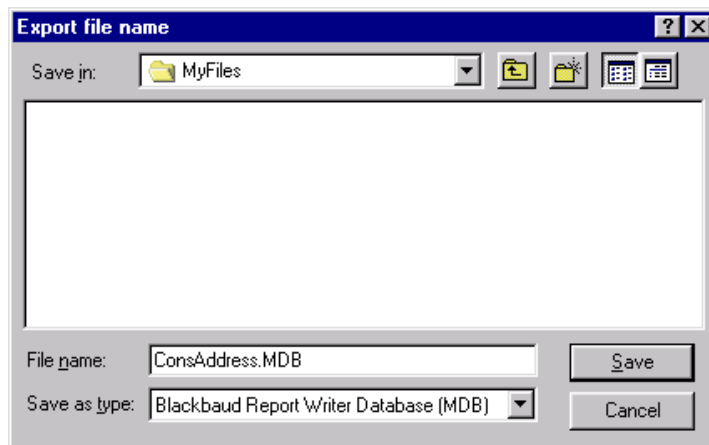 Export file name
Save in: MyFiles
File name: ConsAddress.MDB
Save
Save as type: Blackbaud Report Writer Database (MDB)
Cancel